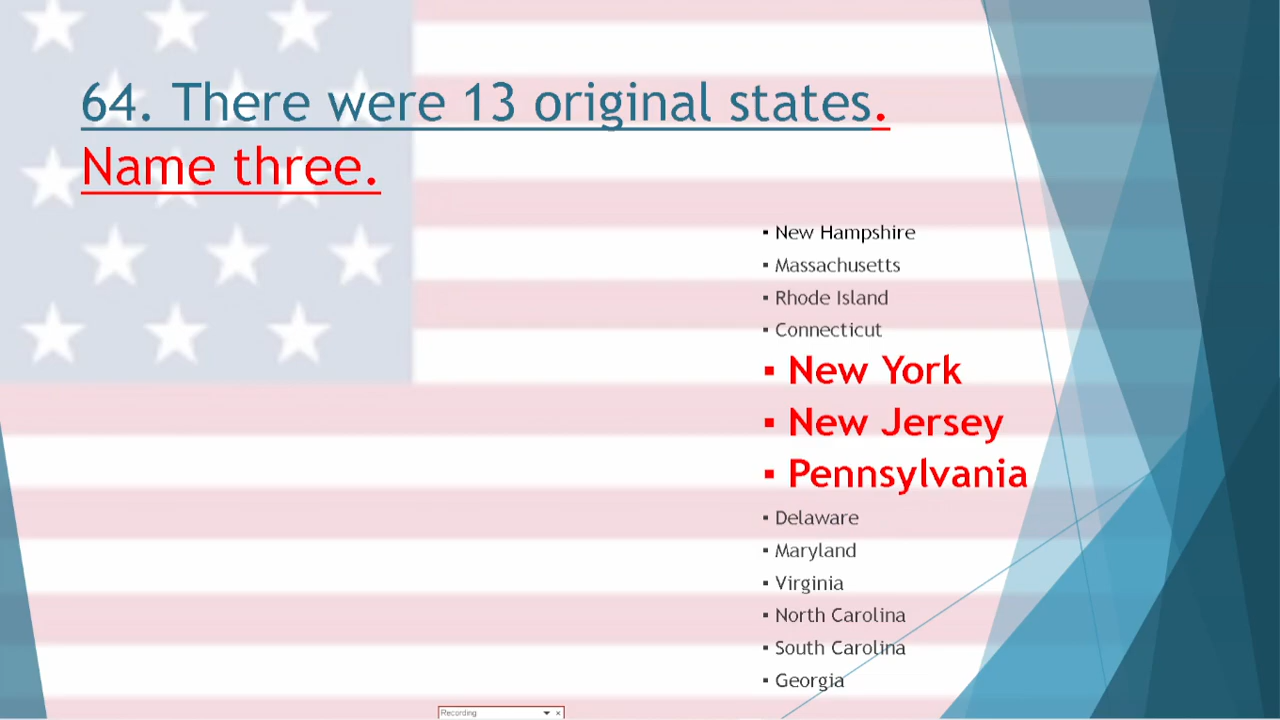 64. There were 13 original states.
Name three.
▪ New Hampshire
▪ Massachusetts
▪ Rhode Island
▪ Connecticut
▪ New York
▪ New Jersey
▪ Pennsylvania
▪ Delaware
▪ Maryland
▪ Virginia
▪ North Carolina
▪ South Carolina
▪ Georgia
Recording